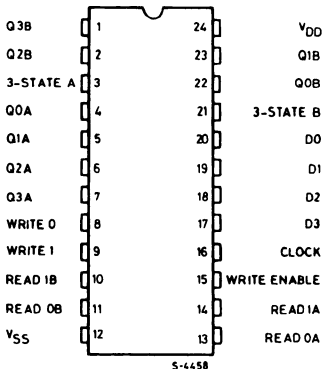 Q3B 1 24 VDD
Q2B 2 23 Q1B
3-STATE A 3 22 Q0B
Q0A 4 21 3-STATE B
Q1A 5 20 D0
Q2A 6 19 D1
Q3A 7 18 D2
WRITE 0 8 17 D3
WRITE 1 9 16 CLOCK
READ 1B 10 15 WRITE ENABLE
READ 0B 11 14 READ 1A
VSS 12 13 READ 0A
S-4458